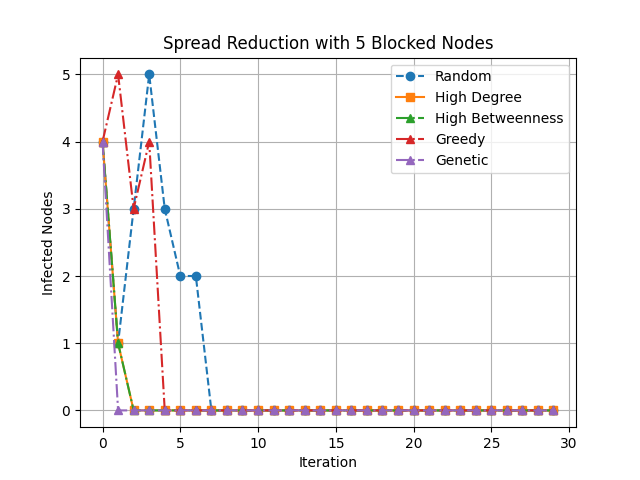 Spread Reduction with 5 Blocked Nodes
Infected Nodes
5
4
3
2
1
0
Random
High Degree
High Betweenness
Greedy
Genetic
0 5 10 15 20 25 30
Iteration